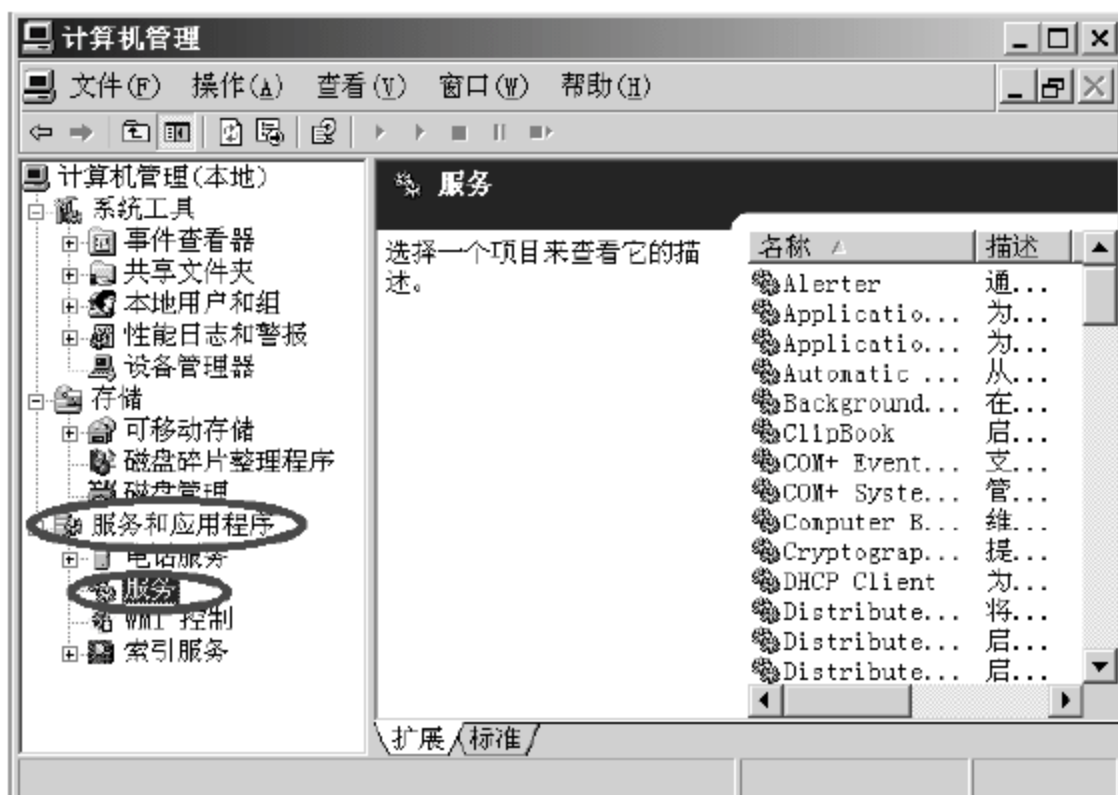 计算机管理
文件(F) 操作(A) 查看(V) 窗口(W) 帮助(H)
计算机管理(本地)
系统工具
事件查看器
共享文件夹
本地用户和组
性能日志和警报
设备管理器
存储
可移动存储
磁盘碎片整理程序
磁盘管理
服务和应用程序
电话服务
服务
WMI 控制
索引服务
服务
选择一个项目来查看它的描
述。
名称 描述
Alerter 通...
Applicatio... 为...
Applicatio... 为...
Automatic ... 从...
Background... 在...
ClipBook 启...
COM+ Event... 支...
COM+ Syste... 管...
Computer B... 维...
Cryptograp... 提...
DHCP Client 为...
Distribute... 将...
Distribute... 启...
Distribute... 启...
扩展 标准